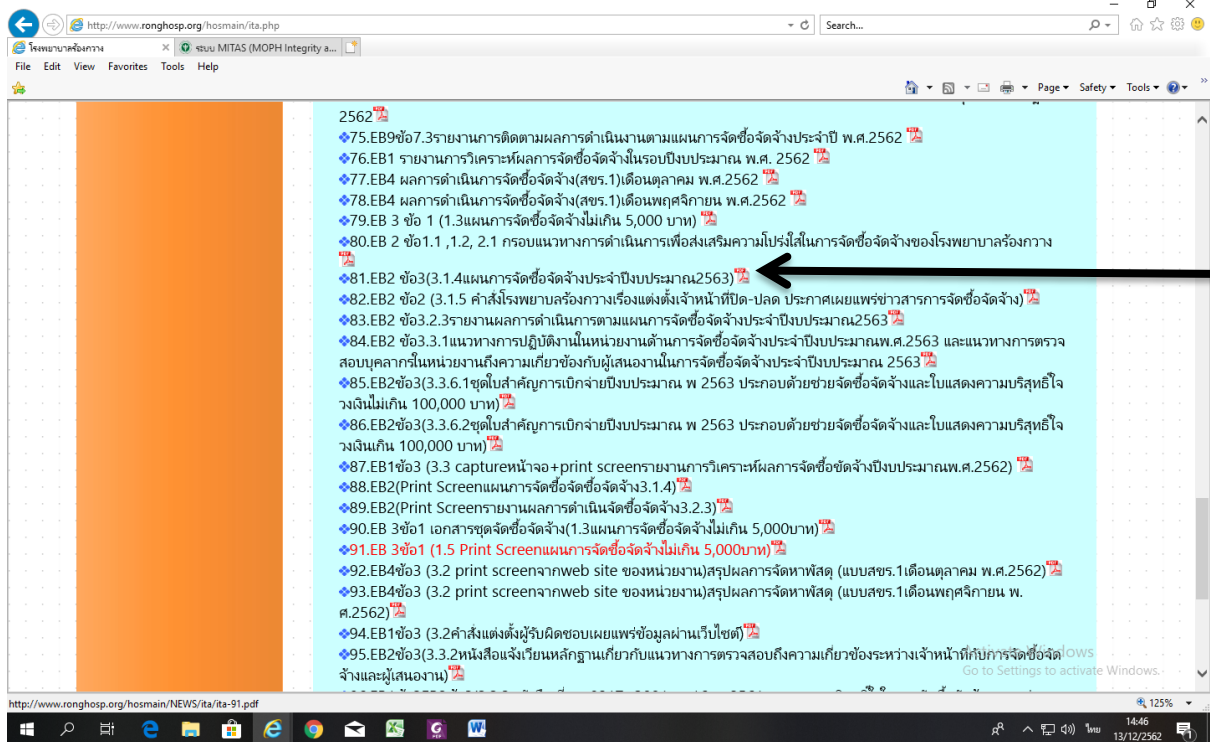 http://www.ronghosp.org/hosmain/ita.php
Search...
โรงพยาบาลร้องกวาง
ระบบ MITAS (MOPH Integrity a...
File Edit View Favorites Tools Help
Page Safety Tools
2562
75.EB9ข้อ7.3รายงานการติดตามผลการดำเนินงานตามแผนการจัดซื้อจัดจ้างประจำปี พ.ศ.2562
76.EB1 รายงานการวิเคราะห์ผลการจัดซื้อจัดจ้างในรอบปีงบประมาณ พ.ศ. 2562
77.EB4 ผลการดำเนินการจัดซื้อจัดจ้าง(สขร.1)เดือนตุลาคม พ.ศ.2562
78.EB4 ผลการดำเนินการจัดซื้อจัดจ้าง(สขร.1)เดือนพฤศจิกายน พ.ศ.2562
79.EB 3 ข้อ 1 (1.3แผนการจัดซื้อจัดจ้างไม่เกิน 5,000 บาท)
80.EB 2 ข้อ1.1 ,1.2, 2.1 กรอบแนวทางการดำเนินการเพื่อส่งเสริมความโปร่งใสในการจัดซื้อจัดจ้างของโรงพยาบาลร้องกวาง
81.EB2 ข้อ3(3.1.4แผนการจัดซื้อจัดจ้างประจำปีงบประมาณ2563)
82.EB2 ข้อ2 (3.1.5 คำสั่งโรงพยาบาลร้องกวางเรื่องแต่งตั้งเจ้าหน้าที่ปิด-ปลด ประกาศเผยแพร่ข่าวสารการจัดซื้อจัดจ้าง)
83.EB2 ข้อ3.2.3รายงานผลการดำเนินการตามแผนการจัดซื้อจัดจ้างประจำปีงบประมาณ2563
84.EB2 ข้อ3.3.1แนวทางการปฏิบัติงานในหน่วยงานด้านการจัดซื้อจัดจ้างประจำปีงบประมาณพ.ศ.2563 และแนวทางการตรวจ
สอบบุคลากรในหน่วยงานถึงความเกี่ยวข้องกับผู้เสนองานในการจัดซื้อจัดจ้างประจำปีงบประมาณ 2563
85.EB2ข้อ3(3.3.6.1ชุดใบสำคัญการเบิกจ่ายปีงบประมาณ พ 2563 ประกอบด้วยช่วยจัดซื้อจัดจ้างและใบแสดงความบริสุทธิ์ใจ
วงเงินไม่เกิน 100,000 บาท)
86.EB2ข้อ3(3.3.6.2ชุดใบสำคัญการเบิกจ่ายปีงบประมาณ พ 2563 ประกอบด้วยช่วยจัดซื้อจัดจ้างและใบแสดงความบริสุทธิ์ใจ
วงเงินเกิน 100,000 บาท)
87.EB1ข้อ3 (3.3 captureหน้าจอ+print screenรายงานการวิเคราะห์ผลการจัดซื้อขัดจ้างปีงบประมาณพ.ศ.2562)
88.EB2(Print Screenแผนการจัดซื้อจัดซื้อจัดจ้าง3.1.4)
89.EB2(Print Screenรายงานผลการดำเนินจัดซื้อจัดจ้าง3.2.3)
90.EB 3ข้อ1 เอกสารชุดจัดซื้อจัดจ้าง(1.3แผนการจัดซื้อจัดจ้างไม่เกิน 5,000บาท)
91.EB 3ข้อ1 (1.5 Print Screenแผนการจัดซื้อจัดจ้างไม่เกิน 5,000บาท)
92.EB4ข้อ3 (3.2 print screenจากweb site ของหน่วยงาน)สรุปผลการจัดหาพัสดุ (แบบสขร.1เดือนตุลาคม พ.ศ.2562)
93.EB4ข้อ3 (3.2 print screenจากweb site ของหน่วยงาน)สรุปผลการจัดหาพัสดุ (แบบสขร.1เดือนพฤศจิกายน พ.
ศ.2562)
94.EB1ข้อ3 (3.2คำสั่งแต่งตั้งผู้รับผิดชอบเผยแพร่ข้อมูลผ่านเว็บไซต์)
95.EB2ข้อ3(3.3.2หนังสือแจ้งเวียนหลักฐานเกี่ยวกับแนวทางการตรวจสอบถึงความเกี่ยวข้องระหว่างเจ้าหน้าที่กับการจัดซื้อจัด
จ้างและผู้เสนองาน)
Go to Settings to activate Windows.
http://www.ronghosp.org/hosmain/NEWS/ita/ita-91.pdf
125%
ไทย
14:46
13/12/2562